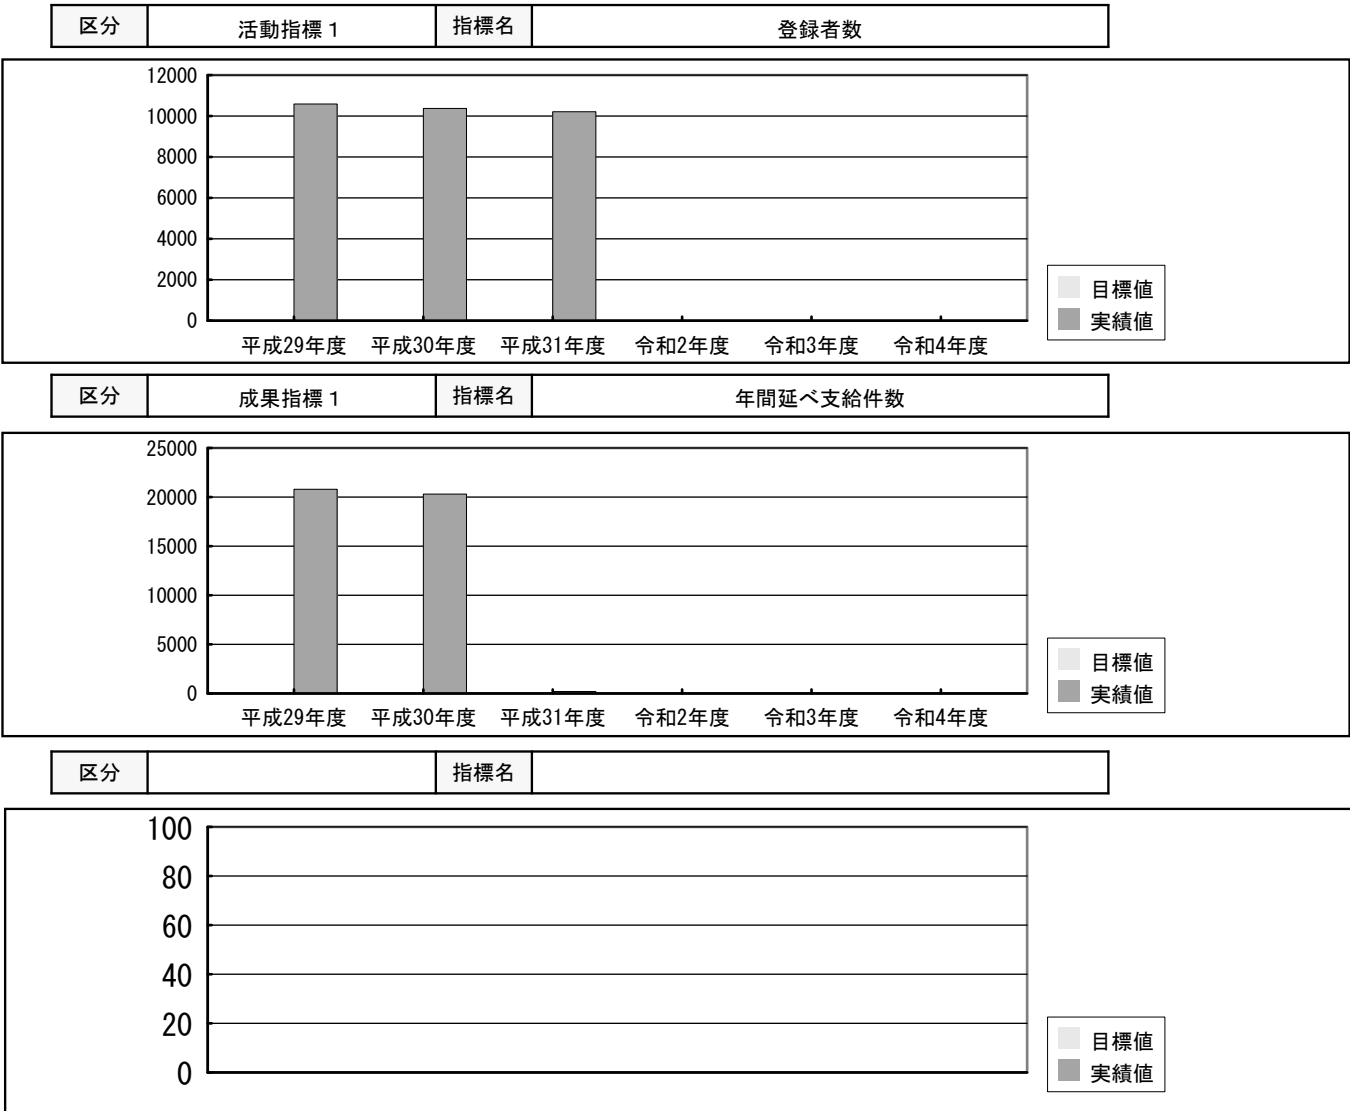 区分 活動指標１ 指標名 登録者数
12000
10000
8000
6000
4000
2000
0
平成29年度 平成30年度 平成31年度 令和2年度 令和3年度 令和4年度
目標値
実績値
区分 成果指標１ 指標名 年間延べ支給件数
25000
20000
15000
10000
5000
0
平成29年度 平成30年度 平成31年度 令和2年度 令和3年度 令和4年度
目標値
実績値
区分 指標名
100
80
60
40
20
0
目標値
実績値